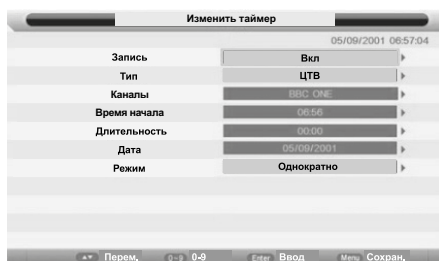 Изменить таймер
05/09/2001 06:57:04
Запись Вкл
Тип ЦТВ
Каналы BBC ONE
Время начала 06:56
Длительность 00:00
Дата 05/09/2001
Режим Однократно
Перем, 0~9 0-9 Enter Ввод Menu Сохран,